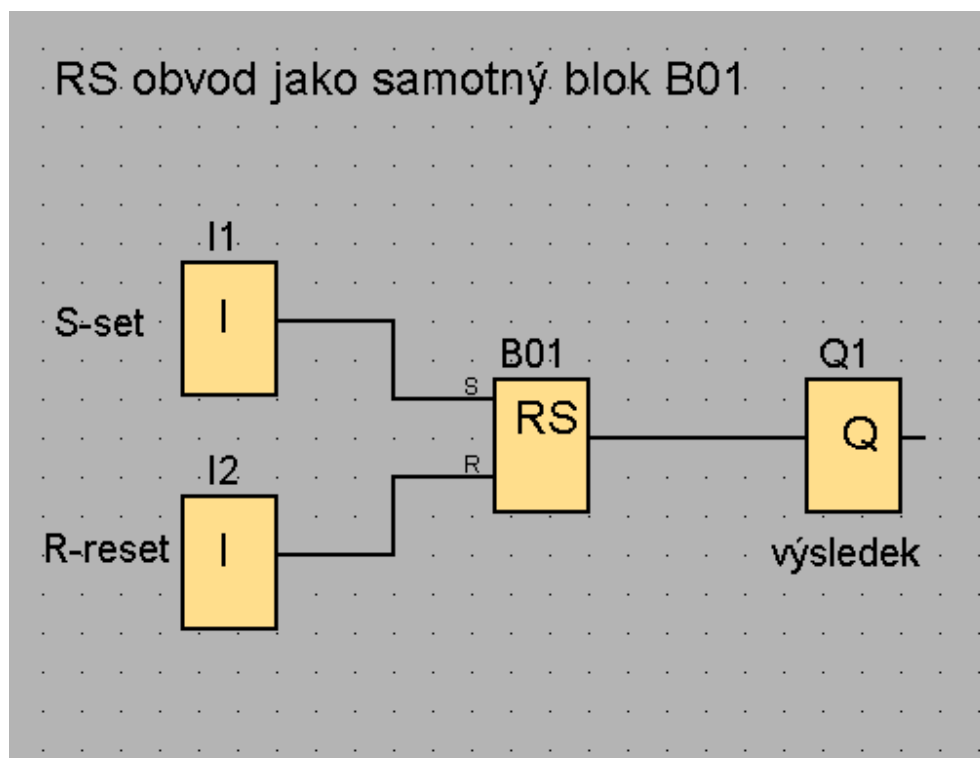 RS obvod jako samotný blok B01
I1
S-set
I
S
B01
RS
Q1
Q
I2
R
R-reset
I
výsledek